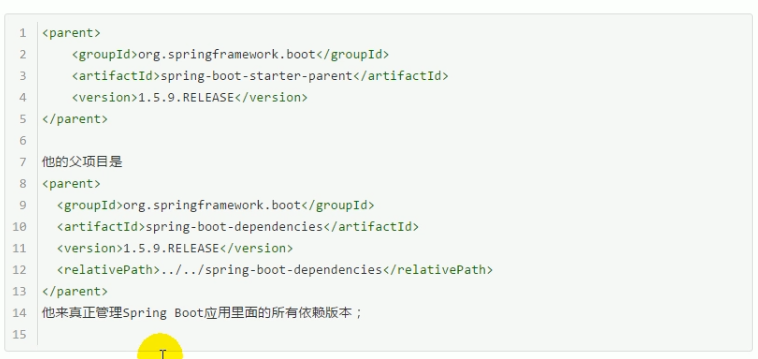 1 <parent>
2     <groupId>org.springframework.boot</groupId>
3     <artifactId>spring-boot-starter-parent</artifactId>
4     <version>1.5.9.RELEASE</version>
5 </parent>
6
7 他的父项目是
8 <parent>
9   <groupId>org.springframework.boot</groupId>
10   <artifactId>spring-boot-dependencies</artifactId>
11   <version>1.5.9.RELEASE</version>
12   <relativePath>../../spring-boot-dependencies</relativePath>
13 </parent>
14 他来真正管理Spring Boot应用里面的所有依赖版本；
15